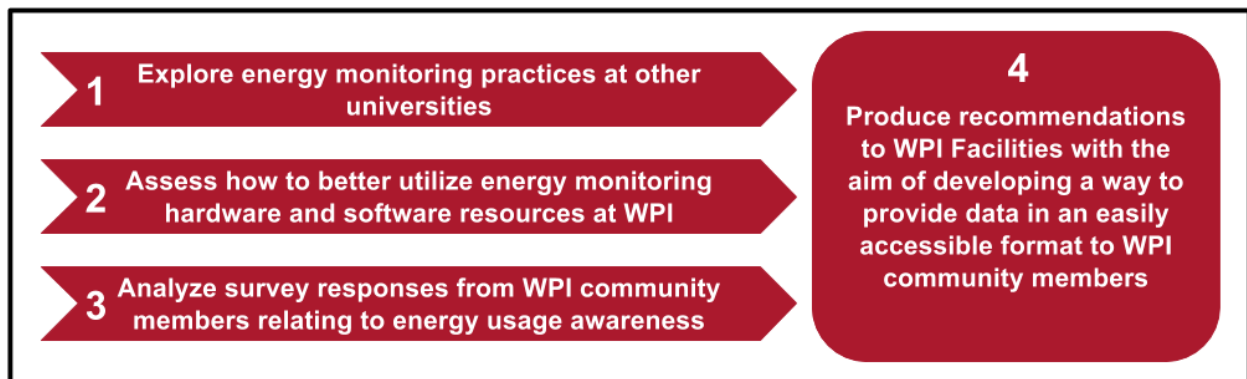 1
Explore energy monitoring practices at other
universities
2
Assess how to better utilize energy monitoring
hardware and software resources at WPI
3
Analyze survey responses from WPI community
members relating to energy usage awareness
4
Produce recommendations
to WPI Facilities with the
aim of developing a way to
provide data in an easily
accessible format to WPI
community members